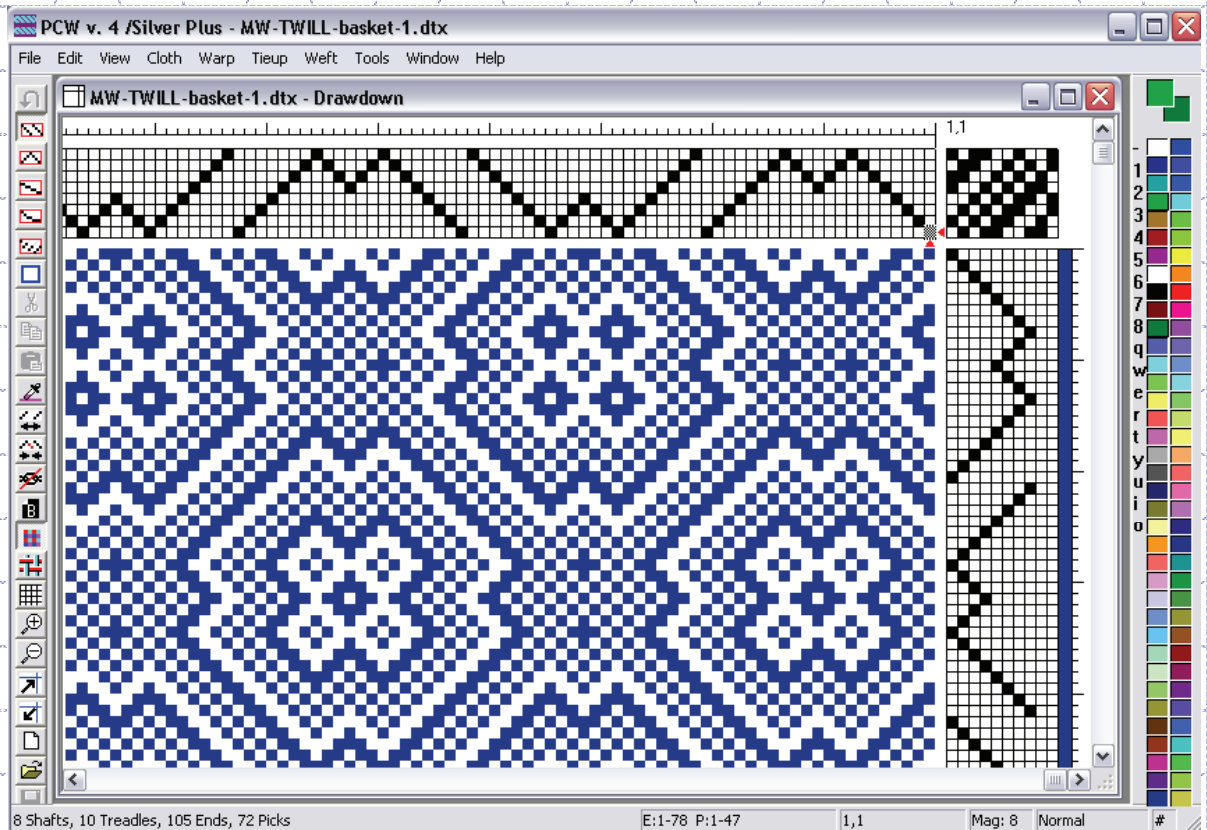 PCW v. 4 /Silver Plus - MW-TWILL-basket-1.dtx
File Edit View Cloth Warp Tieup Weft Tools Window Help
MW-TWILL-basket-1.dtx - Drawdown
1,1
-
1
2
3
4
5
6
7
8
q
w
e
r
t
y
u
i
o
B
8 Shafts, 10 Treadles, 105 Ends, 72 Picks E:1-78 P:1-47 1,1 Mag: 8 Normal #